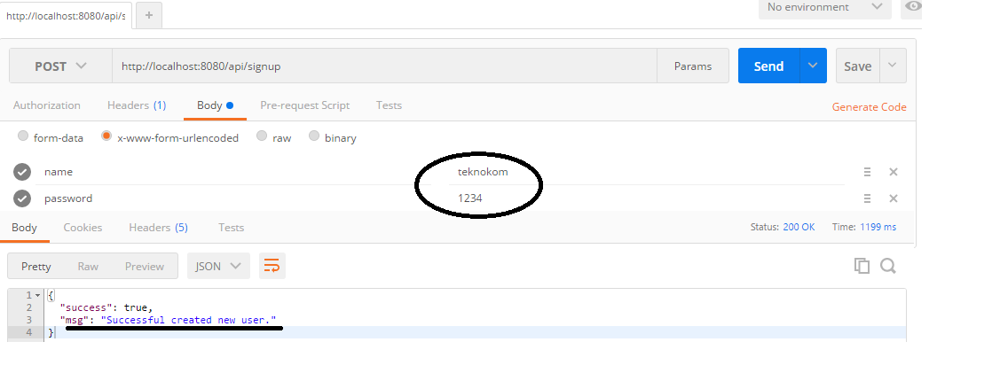 http://localhost:8080/api/s +
No environment
POST http://localhost:8080/api/signup Params Send Save
Authorization Headers (1) Body Pre-request Script Tests Generate Code
form-data x-www-form-urlencoded raw binary
name teknokom
password 1234
Body Cookies Headers (5) Tests Status: 200 OK Time: 1199 ms
Pretty Raw Preview JSON
1 {
2 "success": true,
3 "msg": "Successful created new user."
4 }